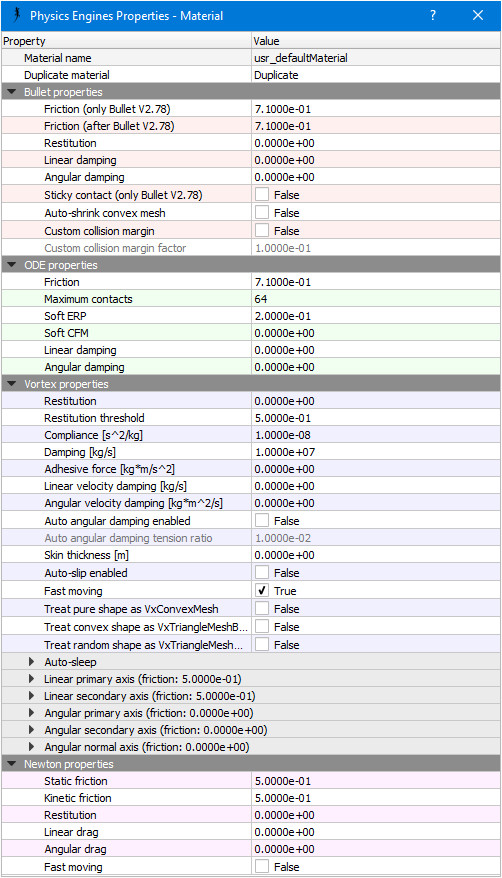 Physics Engines Properties - Material ? ×
Property Value
Material name usr_defaultMaterial
Duplicate material Duplicate
Bullet properties
Friction (only Bullet V2.78) 7.1000e-01
Friction (after Bullet V2.78) 7.1000e-01
Restitution 0.0000e+00
Linear damping 0.0000e+00
Angular damping 0.0000e+00
Sticky contact (only Bullet V2.78) False
Auto-shrink convex mesh False
Custom collision margin False
Custom collision margin factor 1.0000e-01
ODE properties
Friction 7.1000e-01
Maximum contacts 64
Soft ERP 2.0000e-01
Soft CFM 0.0000e+00
Linear damping 0.0000e+00
Angular damping 0.0000e+00
Vortex properties
Restitution 0.0000e+00
Restitution threshold 5.0000e-01
Compliance [s^2/kg] 1.0000e-08
Damping [kg/s] 1.0000e+07
Adhesive force [kg*m/s^2] 0.0000e+00
Linear velocity damping [kg/s] 0.0000e+00
Angular velocity damping [kg*m^2/s] 0.0000e+00
Auto angular damping enabled False
Auto angular damping tension ratio 1.0000e-02
Skin thickness [m] 0.0000e+00
Auto-slip enabled False
Fast moving True
Treat pure shape as VxConvexMesh False
Treat convex shape as VxTriangleMeshB... False
Treat random shape as VxTriangleMesh... False
Auto-sleep
Linear primary axis (friction: 5.0000e-01)
Linear secondary axis (friction: 5.0000e-01)
Angular primary axis (friction: 0.0000e+00)
Angular secondary axis (friction: 0.0000e+00)
Angular normal axis (friction: 0.0000e+00)
Newton properties
Static friction 5.0000e-01
Kinetic friction 5.0000e-01
Restitution 0.0000e+00
Linear drag 0.0000e+00
Angular drag 0.0000e+00
Fast moving False